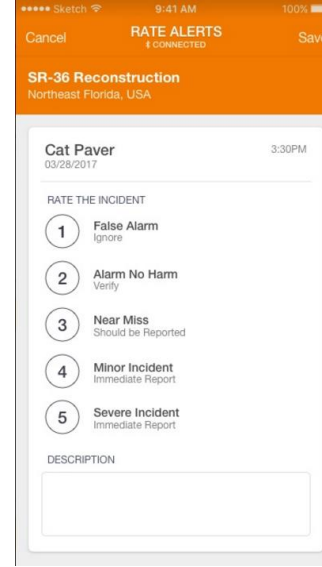 Sketch 9:41 AM 100%
Cancel RATE ALERTS Save
CONNECTED
SR-36 Reconstruction
Northeast Florida, USA
Cat Paver 3:30PM
03/28/2017
RATE THE INCIDENT
1 False Alarm
Ignore
2 Alarm No Harm
Verify
3 Near Miss
Should be Reported
4 Minor Incident
Immediate Report
5 Severe Incident
Immediate Report
DESCRIPTION